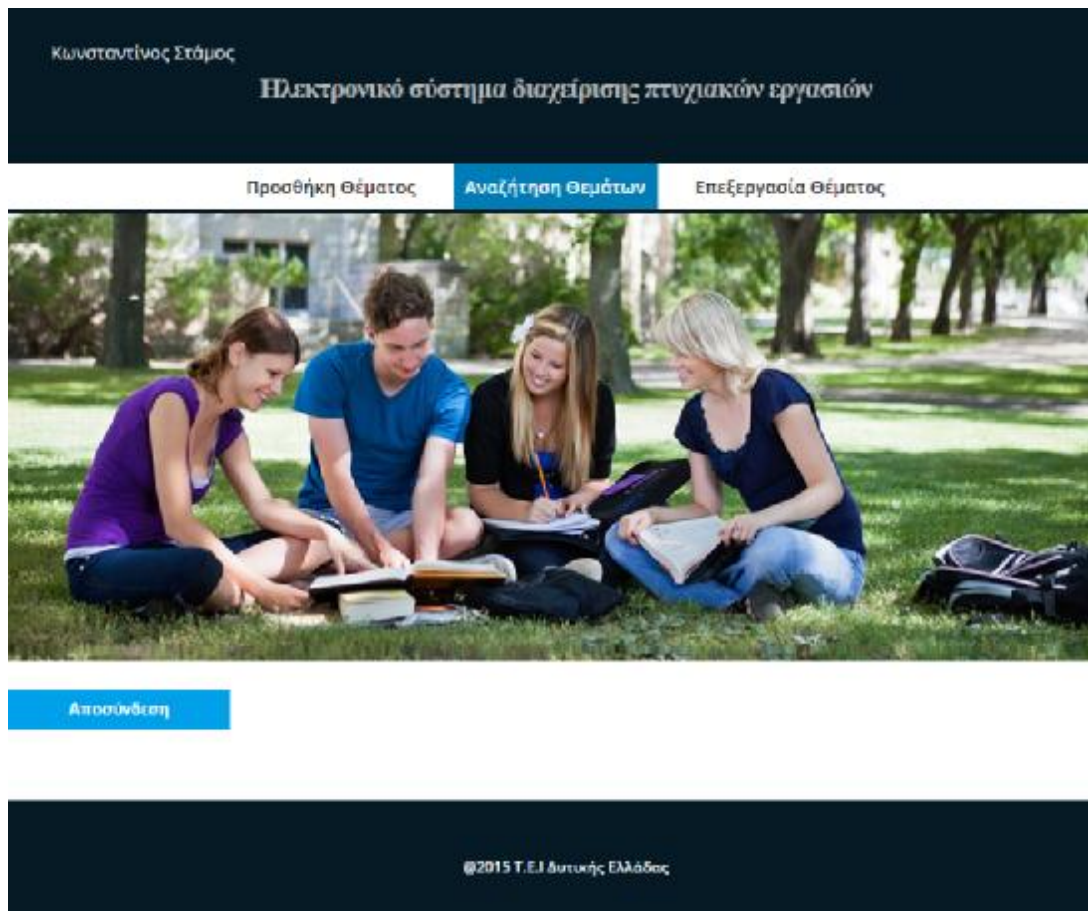 Κωνσταντίνος Στάμος
Ηλεκτρονικό σύστημα διαχείρισης πτυχιακών εργασιών
Προσθήκη Θέματος Αναζήτηση Θεμάτων Επεξεργασία Θέματος
Αποσύνδεση
@2015 Τ.Ε.Ι Δυτικής Ελλάδας